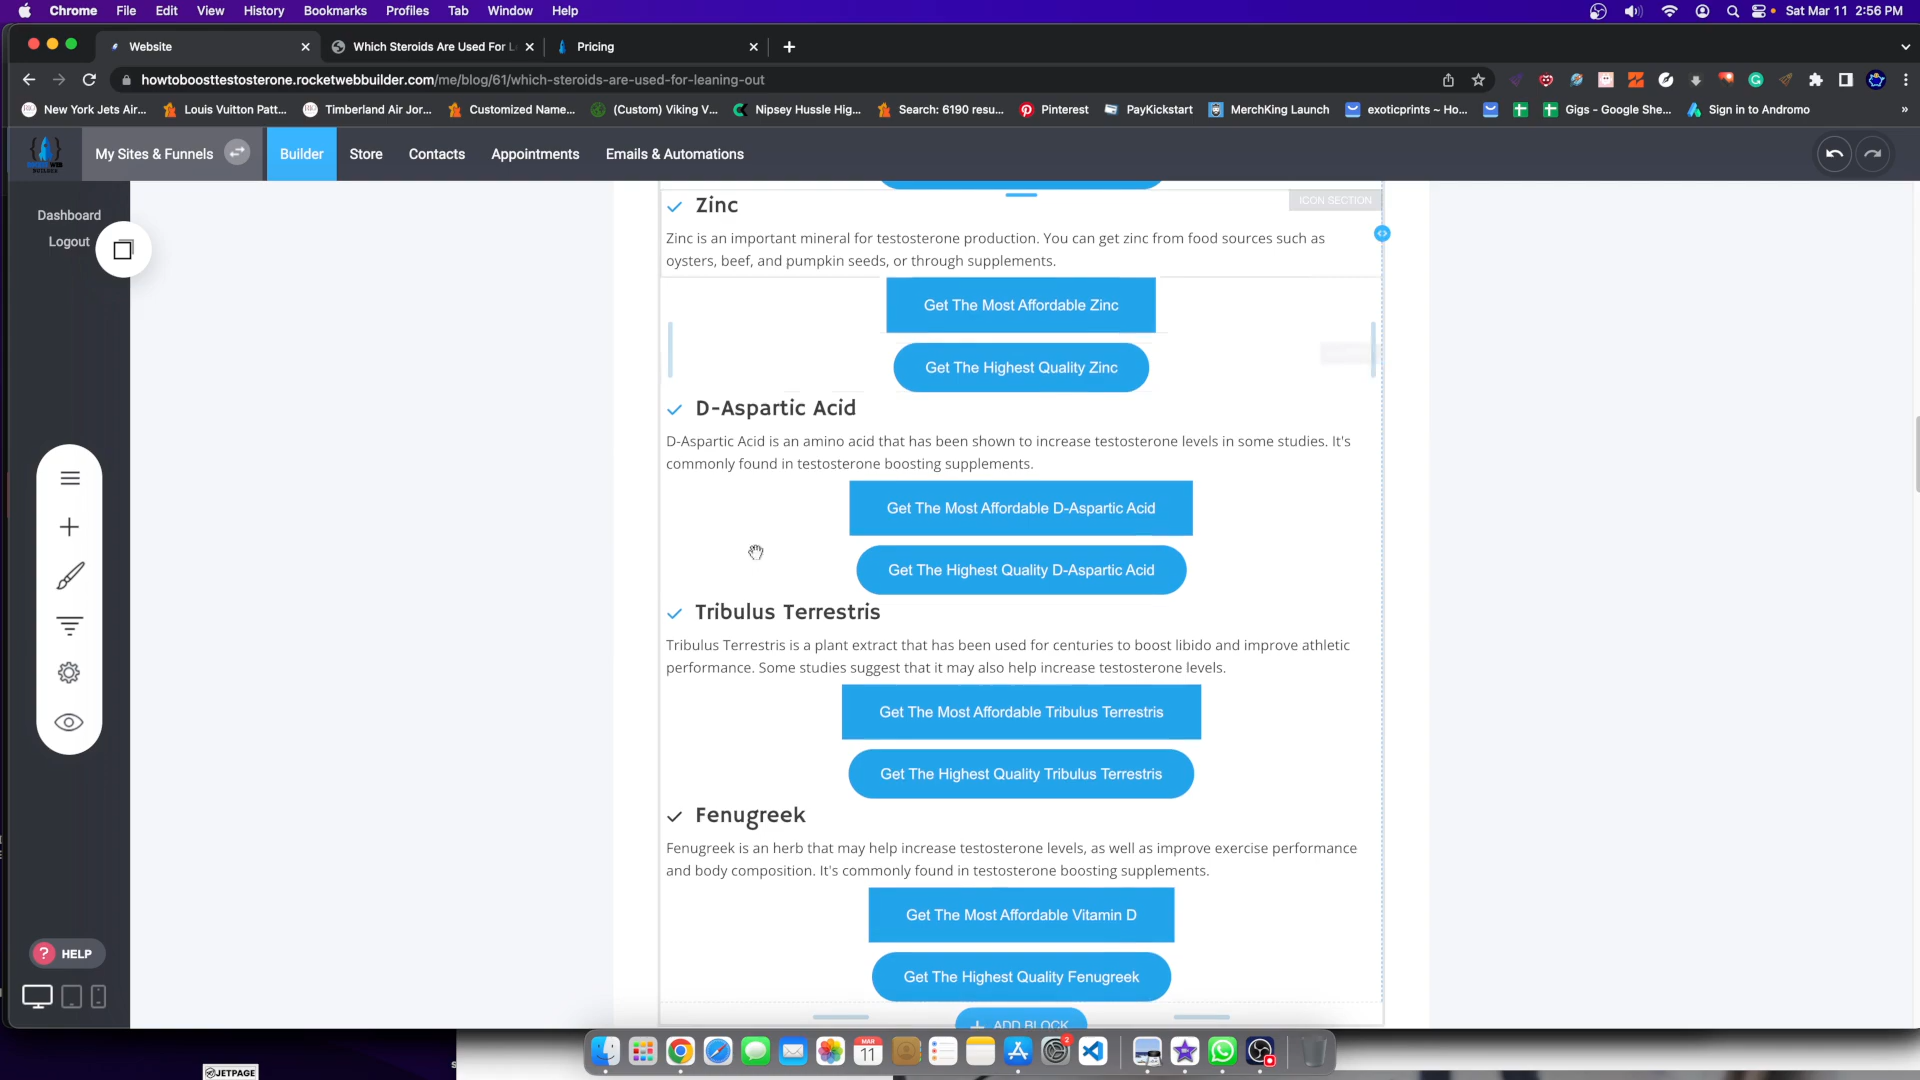 Chrome File Edit View History Bookmarks Profiles Tab Window Help Sat Mar 11 2:56 PM
Website Which Steroids Are Used For L Pricing
howtoboosttestosterone.rocketwebbuilder.com/me/blog/61/which-steroids-are-used-for-leaning-out
New York Jets Air... Louis Vuitton Patt... Timberland Air Jor... Customized Name... (Custom) Viking V... Nipsey Hussle Hig... Search: 6190 resu... Pinterest PayKickstart MerchKing Launch exoticprints ~ Ho... Gigs - Google She... Sign in to Andromo »
My Sites & Funnels Builder Store Contacts Appointments Emails & Automations
Dashboard
Logout
Zinc
ICON SECTION
Zinc is an important mineral for testosterone production. You can get zinc from food sources such as
oysters, beef, and pumpkin seeds, or through supplements.
Get The Most Affordable Zinc
Get The Highest Quality Zinc
D-Aspartic Acid
D-Aspartic Acid is an amino acid that has been shown to increase testosterone levels in some studies. It's
commonly found in testosterone boosting supplements.
Get The Most Affordable D-Aspartic Acid
Get The Highest Quality D-Aspartic Acid
Tribulus Terrestris
Tribulus Terrestris is a plant extract that has been used for centuries to boost libido and improve athletic
performance. Some studies suggest that it may also help increase testosterone levels.
Get The Most Affordable Tribulus Terrestris
Get The Highest Quality Tribulus Terrestris
Fenugreek
Fenugreek is an herb that may help increase testosterone levels, as well as improve exercise performance
and body composition. It's commonly found in testosterone boosting supplements.
Get The Most Affordable Vitamin D
Get The Highest Quality Fenugreek
? HELP
+ ADD BLOCK
MAR
11
2
JETPAGE